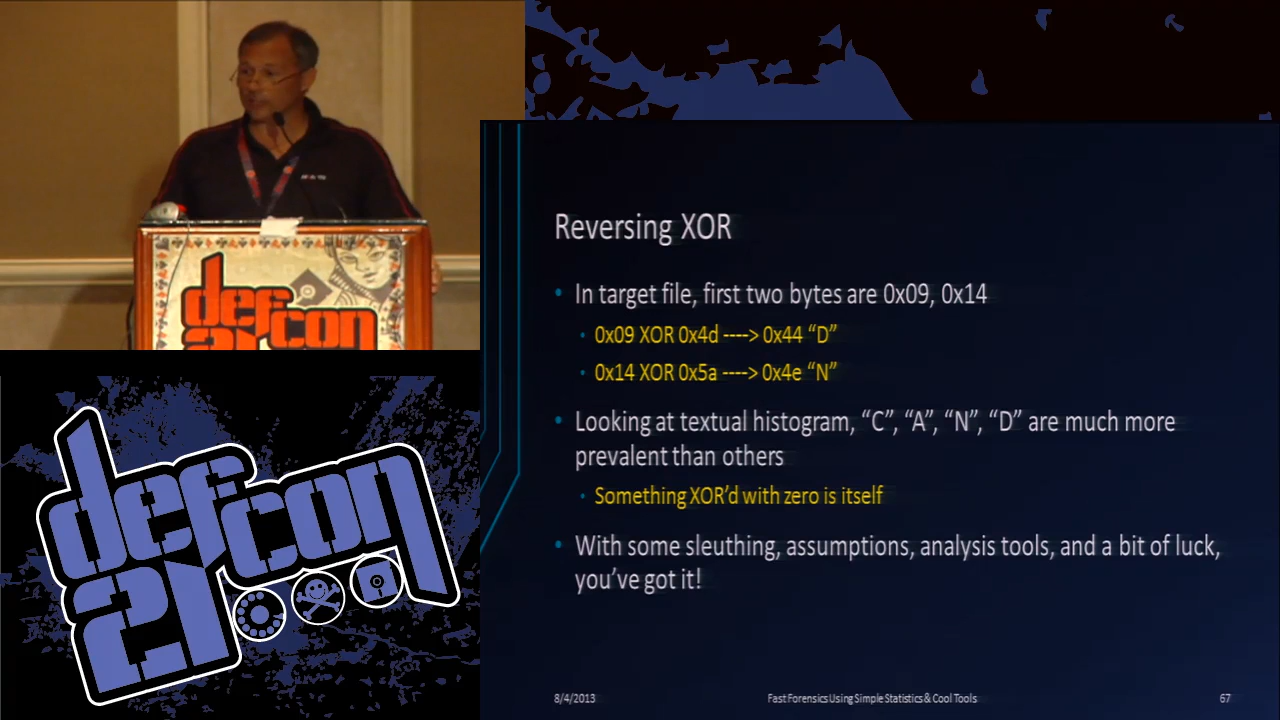 def con
21
Reversing XOR
• In target file, first two bytes are 0x09, 0x14
• 0x09 XOR 0x4d ----> 0x44 “D”
• 0x14 XOR 0x5a ----> 0x4e “N”
• Looking at textual histogram, “C”, “A”, “N”, “D” are much more
prevalent than others
• Something XOR’d with zero is itself
• With some sleuthing, assumptions, analysis tools, and a bit of luck,
you’ve got it!
8/4/2013
Fast Forensics Using Simple Statistics & Cool Tools
67
defcon
21